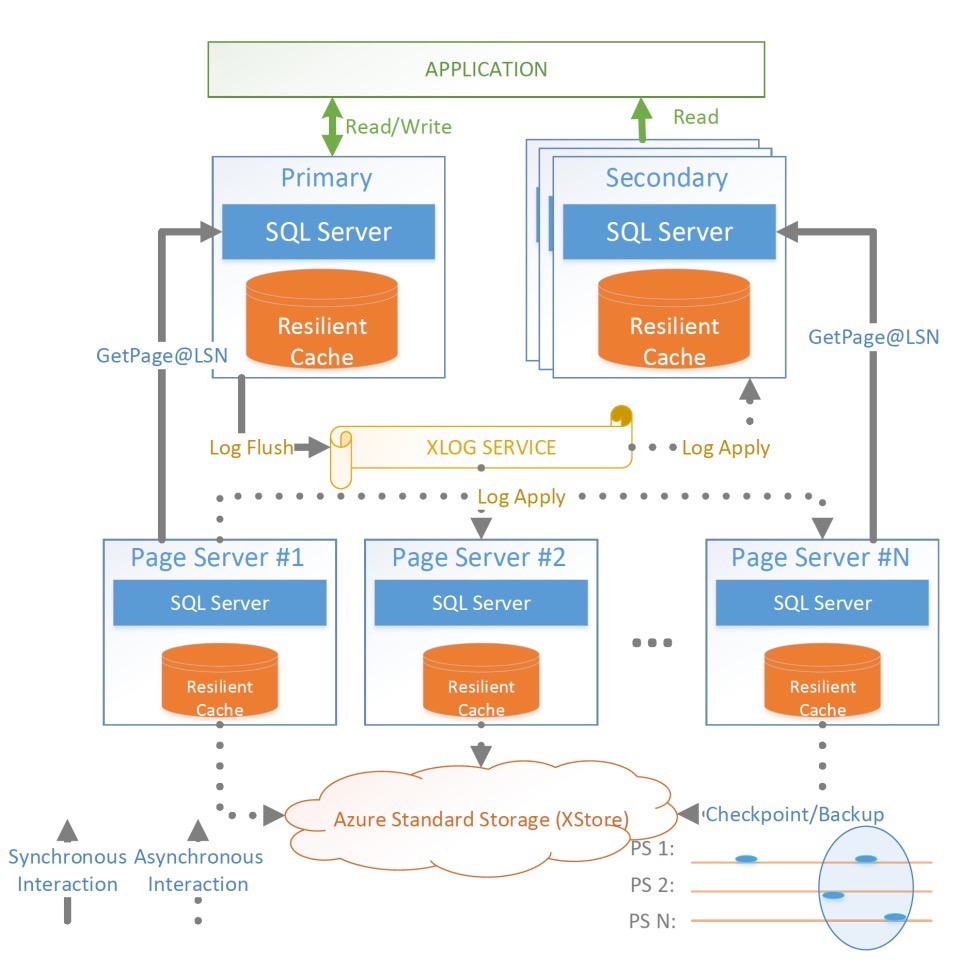 APPLICATION
Read/Write
Read
Primary
Secondary
SQL Server
SQL Server
Resilient
Cache
Resilient
Cache
GetPage@LSN
GetPage@LSN
Log Flush
XLOG SERVICE
Log Apply
Log Apply
Page Server #1
Page Server #2
Page Server #N
SQL Server
SQL Server
SQL Server
Resilient
Cache
Resilient
Cache
Resilient
Cache
Azure Standard Storage (XStore)
Checkpoint/Backup
Synchronous
Interaction
Asynchronous
Interaction
PS 1:
PS 2:
PS N: